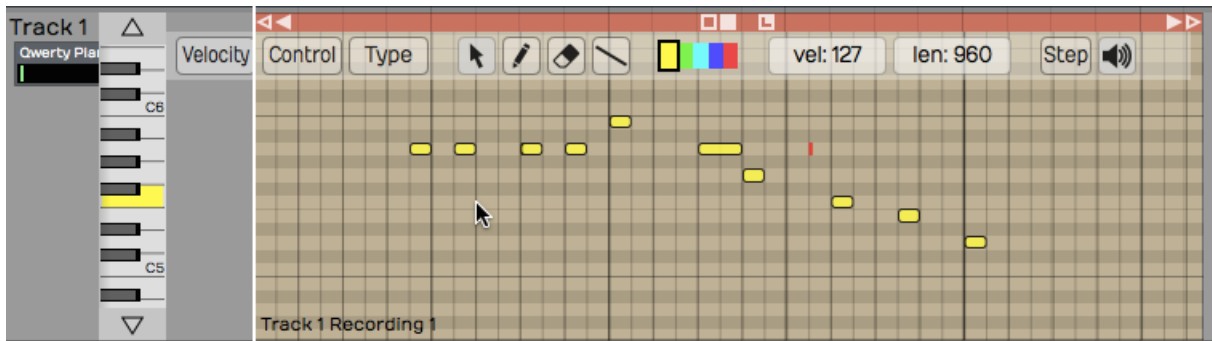 Track 1
Qwerty Pia
Velocity
Control
Type
vel: 127
len: 960
Step
C6
C5
Track 1 Recording 1